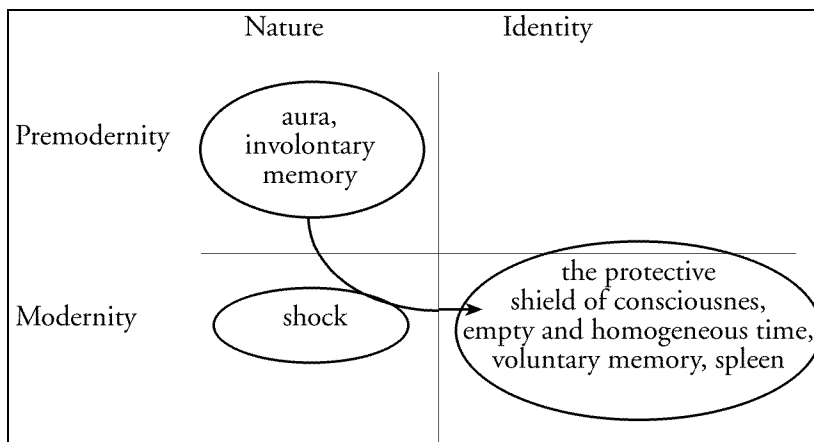 Nature Identity
Premodernity
aura,
involontary
memory
Modernity
shock
the protective
shield of consciousnes,
empty and homogeneous time,
voluntary memory, spleen